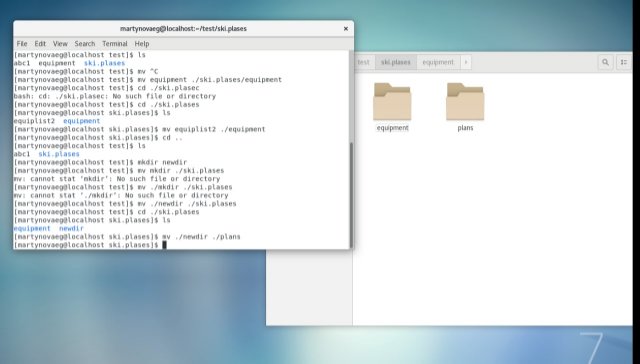 martynovaeg@localhost:~/test/ski.plases
File Edit View Search Terminal Help
[martynovaeg@localhost test]$ ls
abc1 equipment ski.plases
[martynovaeg@localhost test]$ mv ^C
[martynovaeg@localhost test]$ mv equipment ./ski.plases/equipment
[martynovaeg@localhost test]$ cd ./ski.plasec
bash: cd: ./ski.plasec: No such file or directory
[martynovaeg@localhost test]$ cd ./ski.plases
[martynovaeg@localhost ski.plases]$ ls
equiplist2 equipment
[martynovaeg@localhost ski.plases]$ mv equiplist2 ./equipment
[martynovaeg@localhost ski.plases]$ cd ..
[martynovaeg@localhost test]$ ls
abc1 ski.plases
[martynovaeg@localhost test]$ mkdir newdir
[martynovaeg@localhost test]$ mv mkdir ./ski.plases
mv: cannot stat ‘mkdir’: No such file or directory
[martynovaeg@localhost test]$ mv ./mkdir ./ski.plases
mv: cannot stat ‘./mkdir’: No such file or directory
[martynovaeg@localhost test]$ mv ./newdir ./ski.plases
[martynovaeg@localhost test]$ cd ./ski.plases
[martynovaeg@localhost ski.plases]$ ls
equipment newdir
[martynovaeg@localhost ski.plases]$ mv ./newdir ./plans
[martynovaeg@localhost ski.plases]$
test ski.plases equipment
equipment plans
7